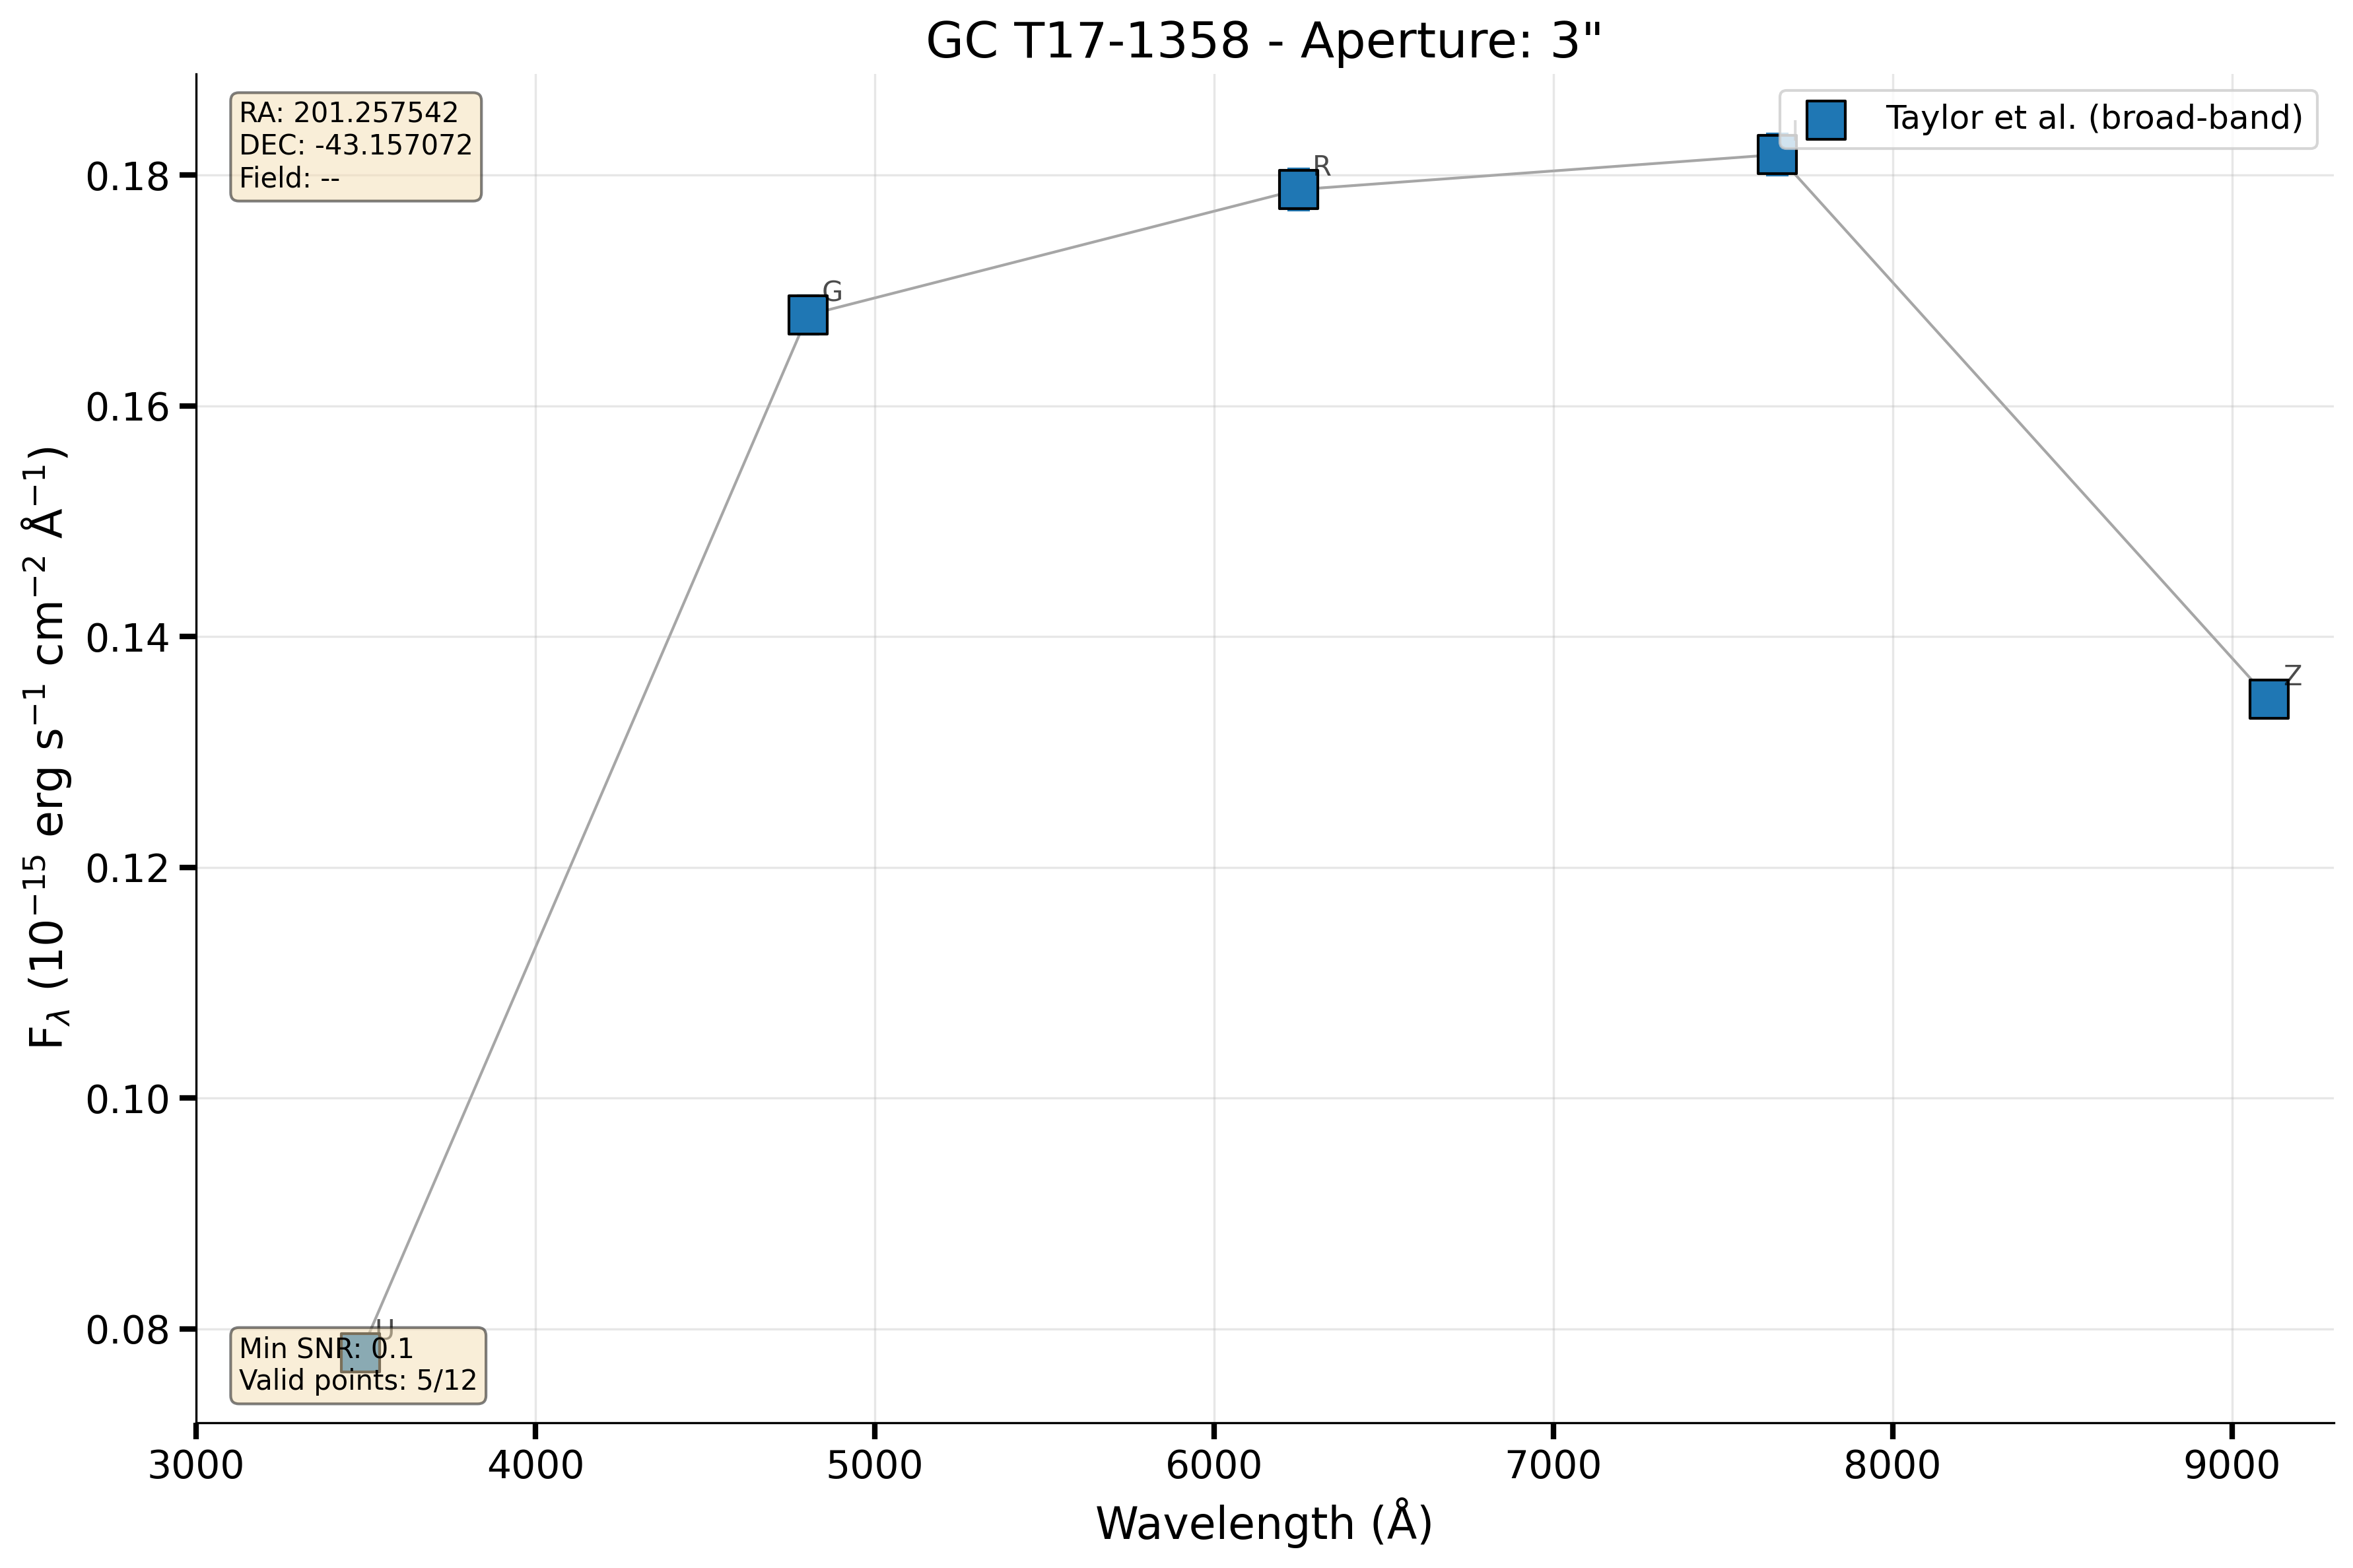 GC T17-1358 - Aperture: 3"
RA: 201.257542
DEC: -43.157072
Field: --
Taylor et al. (broad-band)
I
R
G
Z
U
Min SNR: 0.1
Valid points: 5/12
0.18
0.16
0.14
0.12
0.10
0.08
F_λ (10⁻¹⁵ erg s⁻¹ cm⁻² Å⁻¹)
3000 4000 5000 6000 7000 8000 9000
Wavelength (Å)